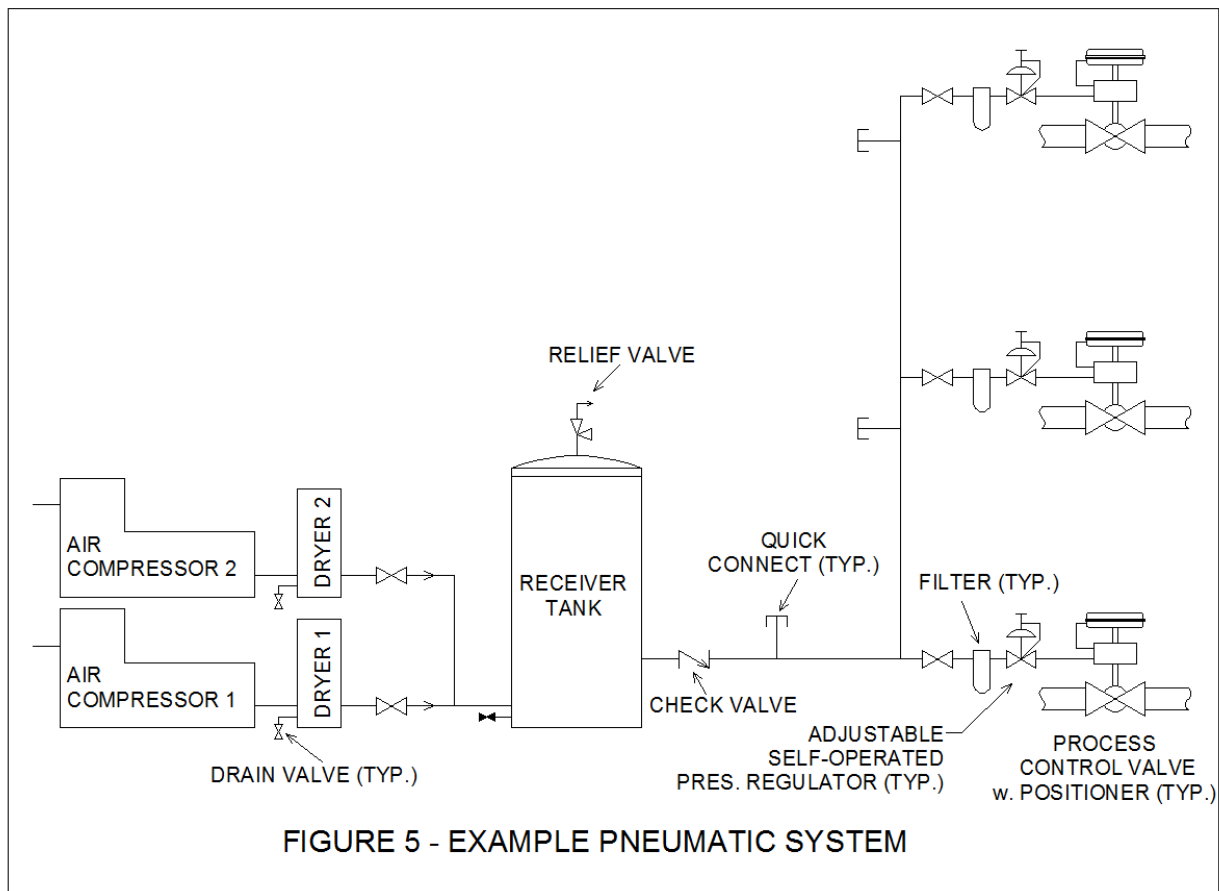 RELIEF VALVE
AIR
COMPRESSOR 2
DRYER 2
RECEIVER
TANK
QUICK
CONNECT (TYP.)
FILTER (TYP.)
AIR
COMPRESSOR 1
DRYER 1
CHECK VALVE
DRAIN VALVE (TYP.)
ADJUSTABLE
SELF-OPERATED
PRES. REGULATOR (TYP.)
PROCESS
CONTROL VALVE
w. POSITIONER (TYP.)
FIGURE 5 - EXAMPLE PNEUMATIC SYSTEM